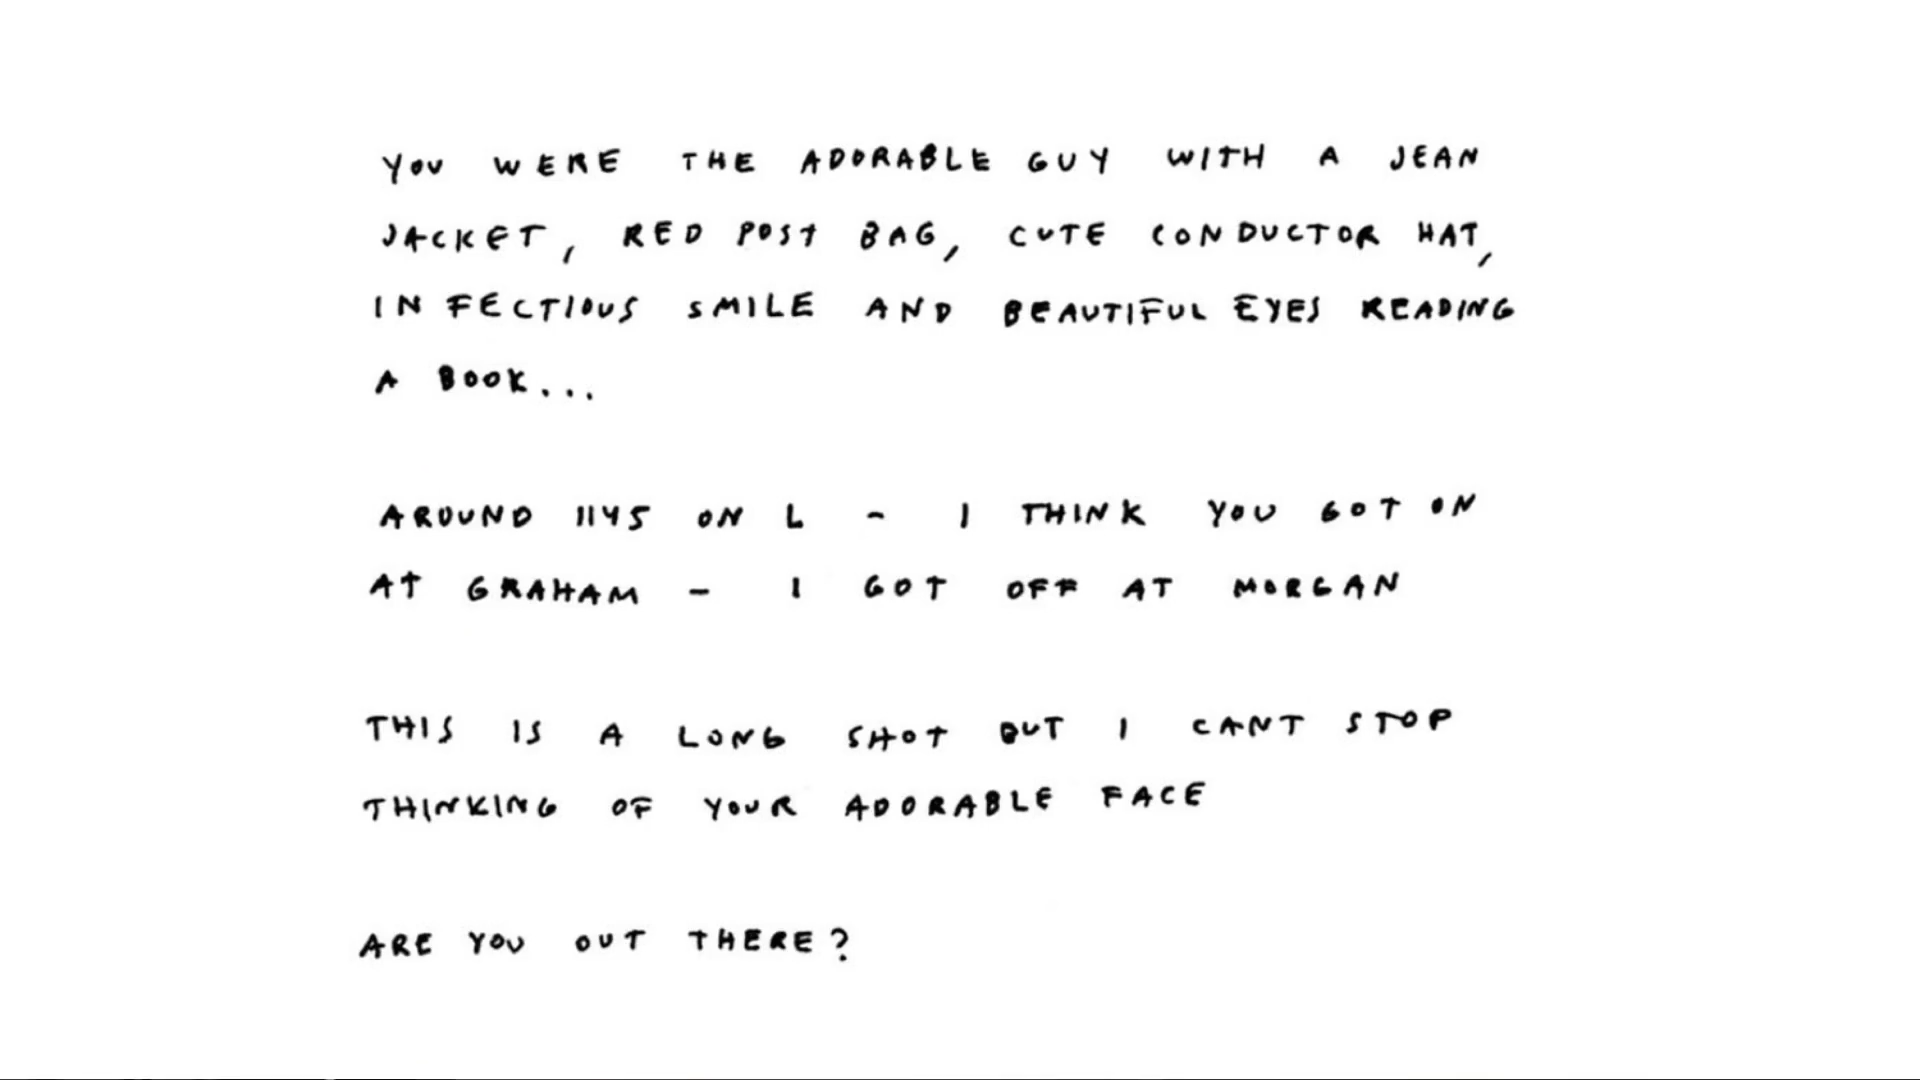 YOU WERE THE ADORABLE GUY WITH A JEAN
JACKET, RED POST BAG, CUTE CONDUCTOR HAT,
INFECTIOUS SMILE AND BEAUTIFUL EYES READING
A BOOK...
AROUND 1145 ON L - I THINK YOU GOT ON
AT GRAHAM - I GOT OFF AT MORGAN
THIS IS A LONG SHOT BUT I CANT STOP
THINKING OF YOUR ADORABLE FACE
ARE YOU OUT THERE?